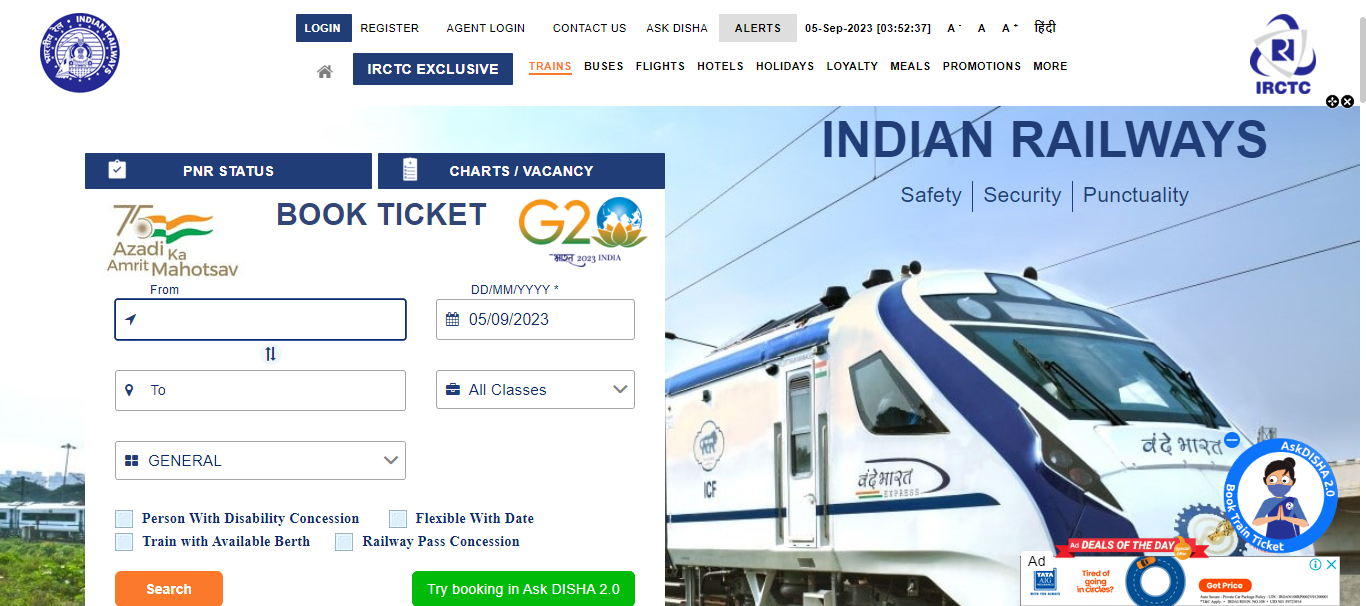 LOGIN REGISTER AGENT LOGIN CONTACT US ASK DISHA ALERTS 05-Sep-2023 [03:52:37] A - A A + हिंदी
भारतीय रेल INDIAN RAILWAYS
IRCTC EXCLUSIVE TRAINS BUSES FLIGHTS HOTELS HOLIDAYS LOYALTY MEALS PROMOTIONS MORE
IRCTC
INDIAN RAILWAYS
Safety | Security | Punctuality
PNR STATUS CHARTS / VACANCY
75
Azadi Ka
Amrit Mahotsav
BOOK TICKET
G20
भारत 2023 INDIA
From DD/MM/YYYY *
05/09/2023
To All Classes
GENERAL
Person With Disability Concession Flexible With Date
Train with Available Berth Railway Pass Concession
Search Try booking in Ask DISHA 2.0
ICF
वंदे भारत
EXPRESS
वंदे भारत
AskDISHA 2.0
Book Train Ticket
Ad DEALS OF THE DAY Special Offer
Ad
TATA
AIG
Tired of
going
in circles?
Get Price